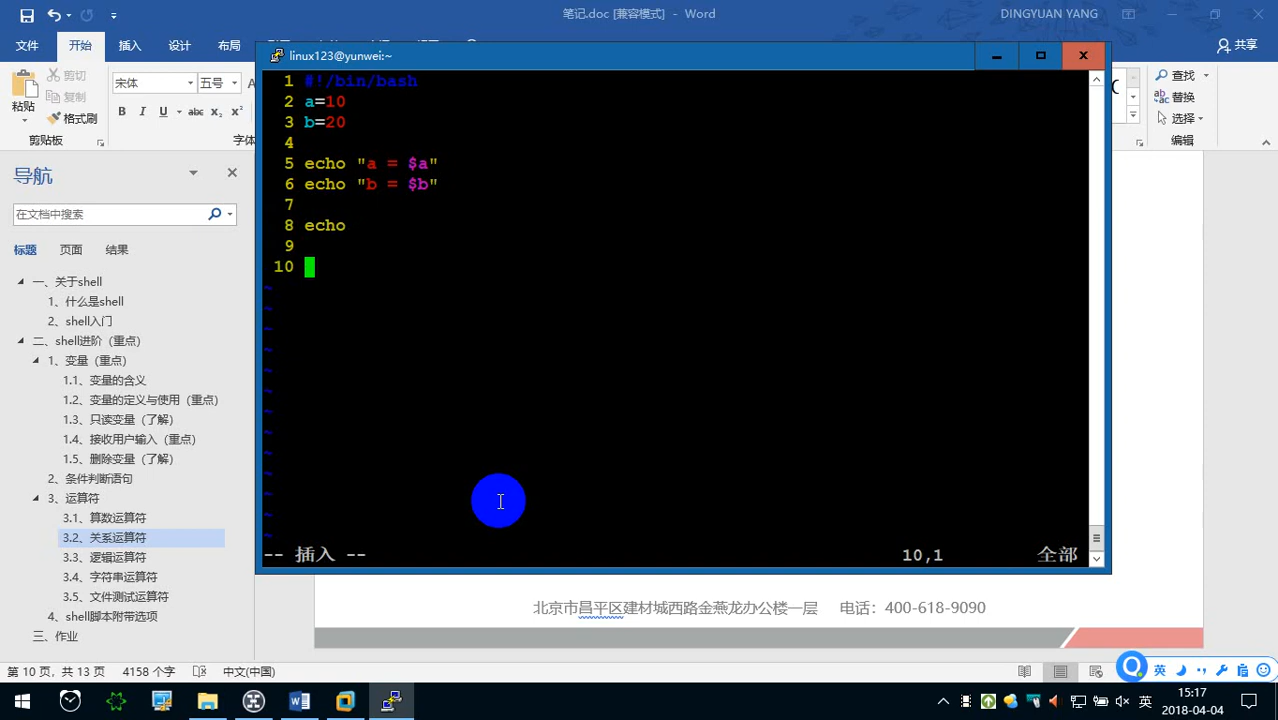 笔记.doc [兼容模式] - Word
DINGYUAN YANG
文件
开始
插入
设计
布局
共享
粘贴
剪切
复制
格式刷
剪贴板
宋体
五号
B I U abc x₂ x²
字体
查找
替换
选择
编辑
导航
在文档中搜索
标题 页面 结果
一、关于shell
1、什么是shell
2、shell入门
二、shell进阶（重点）
1、变量（重点）
1.1、变量的含义
1.2、变量的定义与使用（重点）
1.3、只读变量（了解）
1.4、接收用户输入（重点）
1.5、删除变量（了解）
2、条件判断语句
3、运算符
3.1、算数运算符
3.2、关系运算符
3.3、逻辑运算符
3.4、字符串运算符
3.5、文件测试运算符
4、shell脚本附带选项
三、作业
linux123@yunwei:~
1 #!/bin/bash
2 a=10
3 b=20
4
5 echo "a = $a"
6 echo "b = $b"
7
8 echo
9
10
~
~
~
~
~
~
~
~
~
~
~
~
~
-- 插入 -- 10,1 全部
北京市昌平区建材城西路金燕龙办公楼一层 电话：400-618-9090
第 10 页，共 13 页 4158 个字 中文(中国)
英
英
15:17
2018-04-04